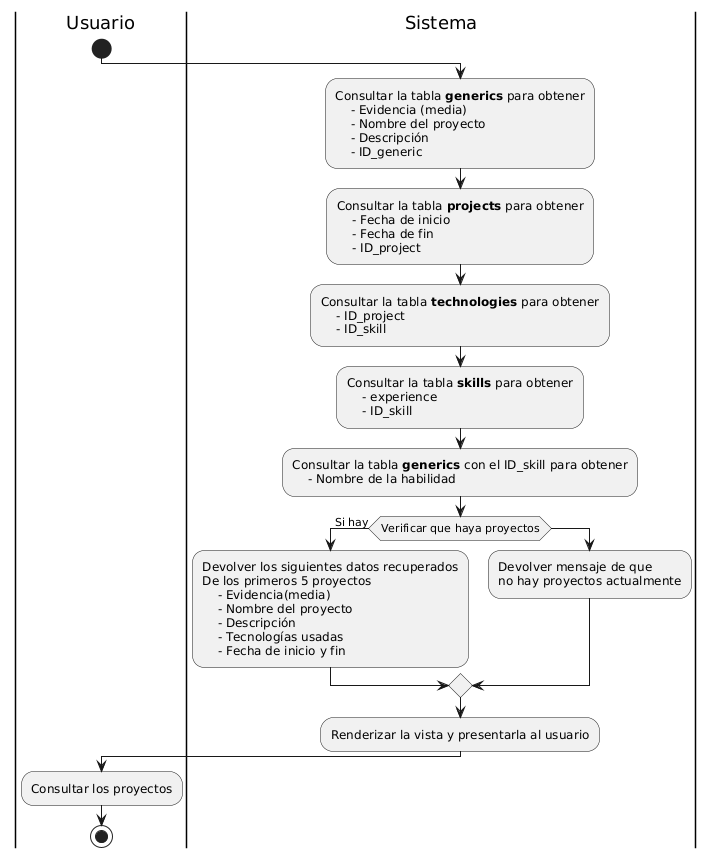 Usuario
Sistema
Consultar la tabla generics para obtener
- Evidencia (media)
- Nombre del proyecto
- Descripción
- ID_generic
Consultar la tabla projects para obtener
- Fecha de inicio
- Fecha de fin
- ID_project
Consultar la tabla technologies para obtener
- ID_project
- ID_skill
Consultar la tabla skills para obtener
- experience
- ID_skill
Consultar la tabla generics con el ID_skill para obtener
- Nombre de la habilidad
Si hay
Verificar que haya proyectos
Devolver los siguientes datos recuperados
De los primeros 5 proyectos
- Evidencia(media)
- Nombre del proyecto
- Descripción
- Tecnologías usadas
- Fecha de inicio y fin
Devolver mensaje de que
no hay proyectos actualmente
Renderizar la vista y presentarla al usuario
Consultar los proyectos